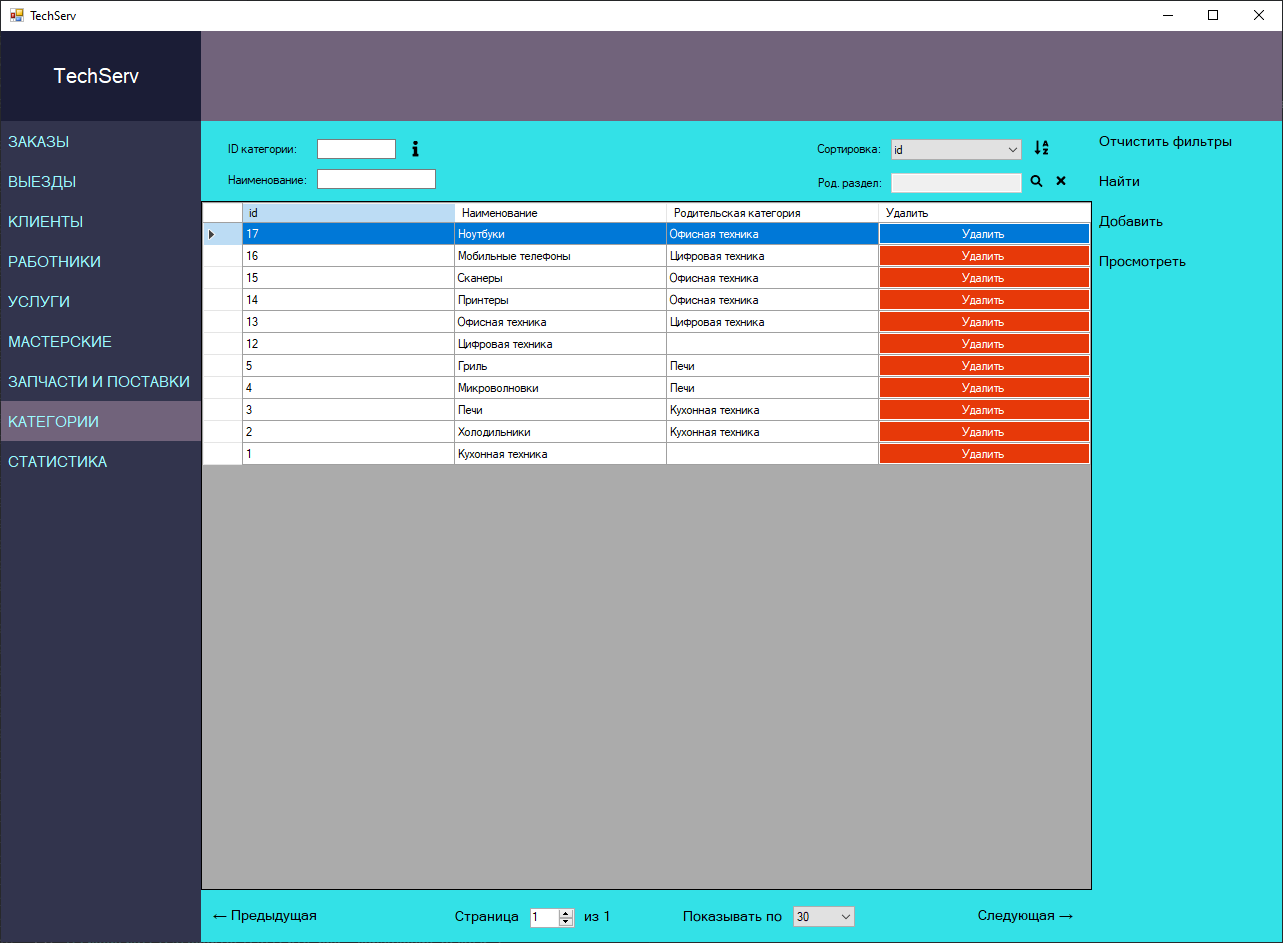 TechServ
TechServ
ЗАКАЗЫ
ВЫЕЗДЫ
КЛИЕНТЫ
РАБОТНИКИ
УСЛУГИ
МАСТЕРСКИЕ
ЗАПЧАСТИ И ПОСТАВКИ
КАТЕГОРИИ
СТАТИСТИКА
ID категории:
Наименование:
Сортировка: id
Род. раздел:
Отчистить фильтры
Найти
Добавить
Просмотреть
id Наименование Родительская категория Удалить
17 Ноутбуки Офисная техника Удалить
16 Мобильные телефоны Цифровая техника Удалить
15 Сканеры Офисная техника Удалить
14 Принтеры Офисная техника Удалить
13 Офисная техника Цифровая техника Удалить
12 Цифровая техника Удалить
5 Гриль Печи Удалить
4 Микроволновки Печи Удалить
3 Печи Кухонная техника Удалить
2 Холодильники Кухонная техника Удалить
1 Кухонная техника Удалить
← Предыдущая Страница 1 из 1 Показывать по 30 Следующая →